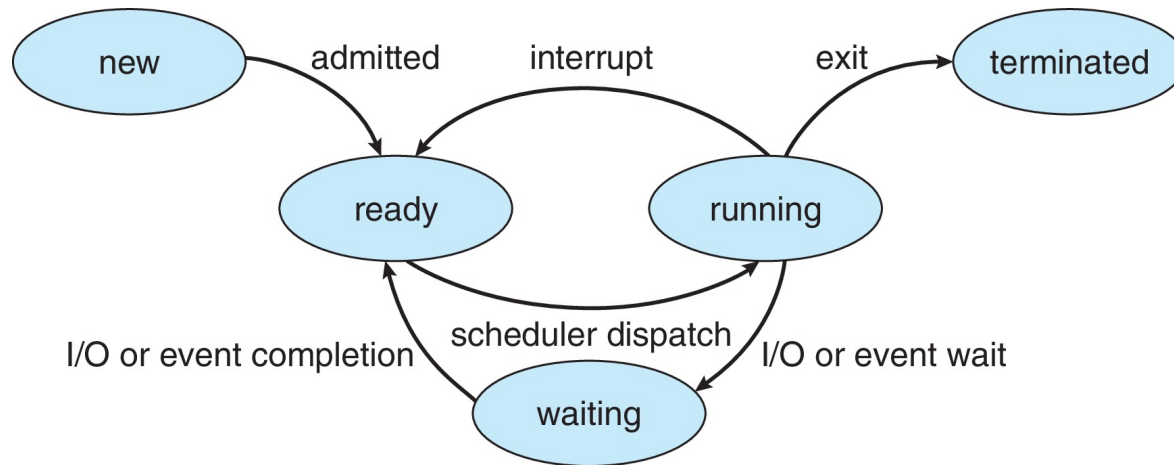 new
admitted
interrupt
exit
terminated
ready
running
scheduler dispatch
I/O or event completion
I/O or event wait
waiting